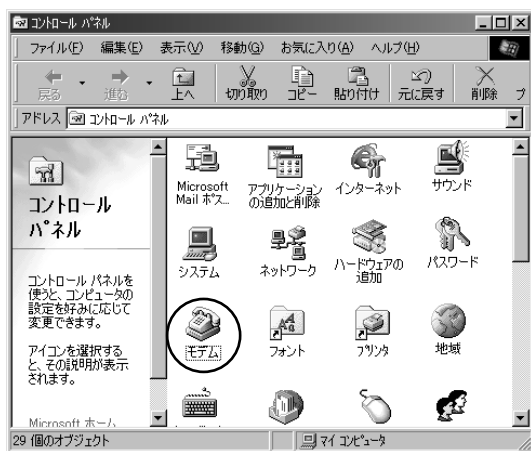 コントロール パネル
ファイル(F) 編集(E) 表示(V) 移動(G) お気に入り(A) ヘルプ(H)
戻る 進む 上へ 切り取り コピー 貼り付け 元に戻す 削除 プ
アドレス コントロール パネル
コントロール
パネル
コントロール パネルを
使うと、コンピュータの
設定を好みに応じて
変更できます。
アイコンを選択する
と、その説明が表示
されます。
Microsoft ホーム
Microsoft
Mail ポス...
アプリケーション
の追加と削除
インターネット
サウンド
システム
ネットワーク
ハードウェアの
追加
パスワード
モデム
フォント
プリンタ
地域
29 個のオブジェクト
マイ コンピュータ